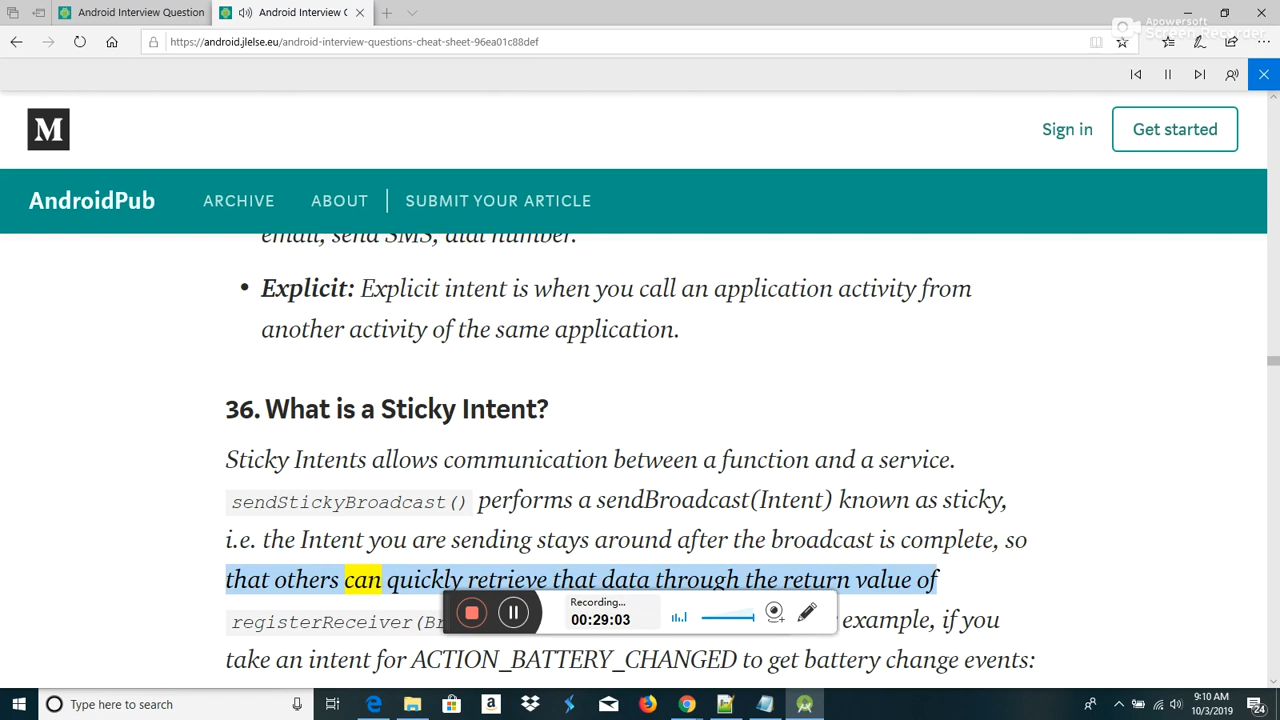 Android Interview Question
Android Interview C
Apowersoft
Screen Recorder
https://android.jlelse.eu/android-interview-questions-cheat-sheet-96ea01c88def
M
Sign in
Get started
AndroidPub
ARCHIVE
ABOUT
SUBMIT YOUR ARTICLE
email, send SMS, dial number.
• Explicit: Explicit intent is when you call an application activity from
another activity of the same application.
36. What is a Sticky Intent?
Sticky Intents allows communication between a function and a service.
sendStickyBroadcast() performs a sendBroadcast(Intent) known as sticky,
i.e. the Intent you are sending stays around after the broadcast is complete, so
that others can quickly retrieve that data through the return value of
registerReceiver(Br example, if you
take an intent for ACTION_BATTERY_CHANGED to get battery change events:
Recording...
00:29:03
Type here to search
9:10 AM
10/3/2019
24